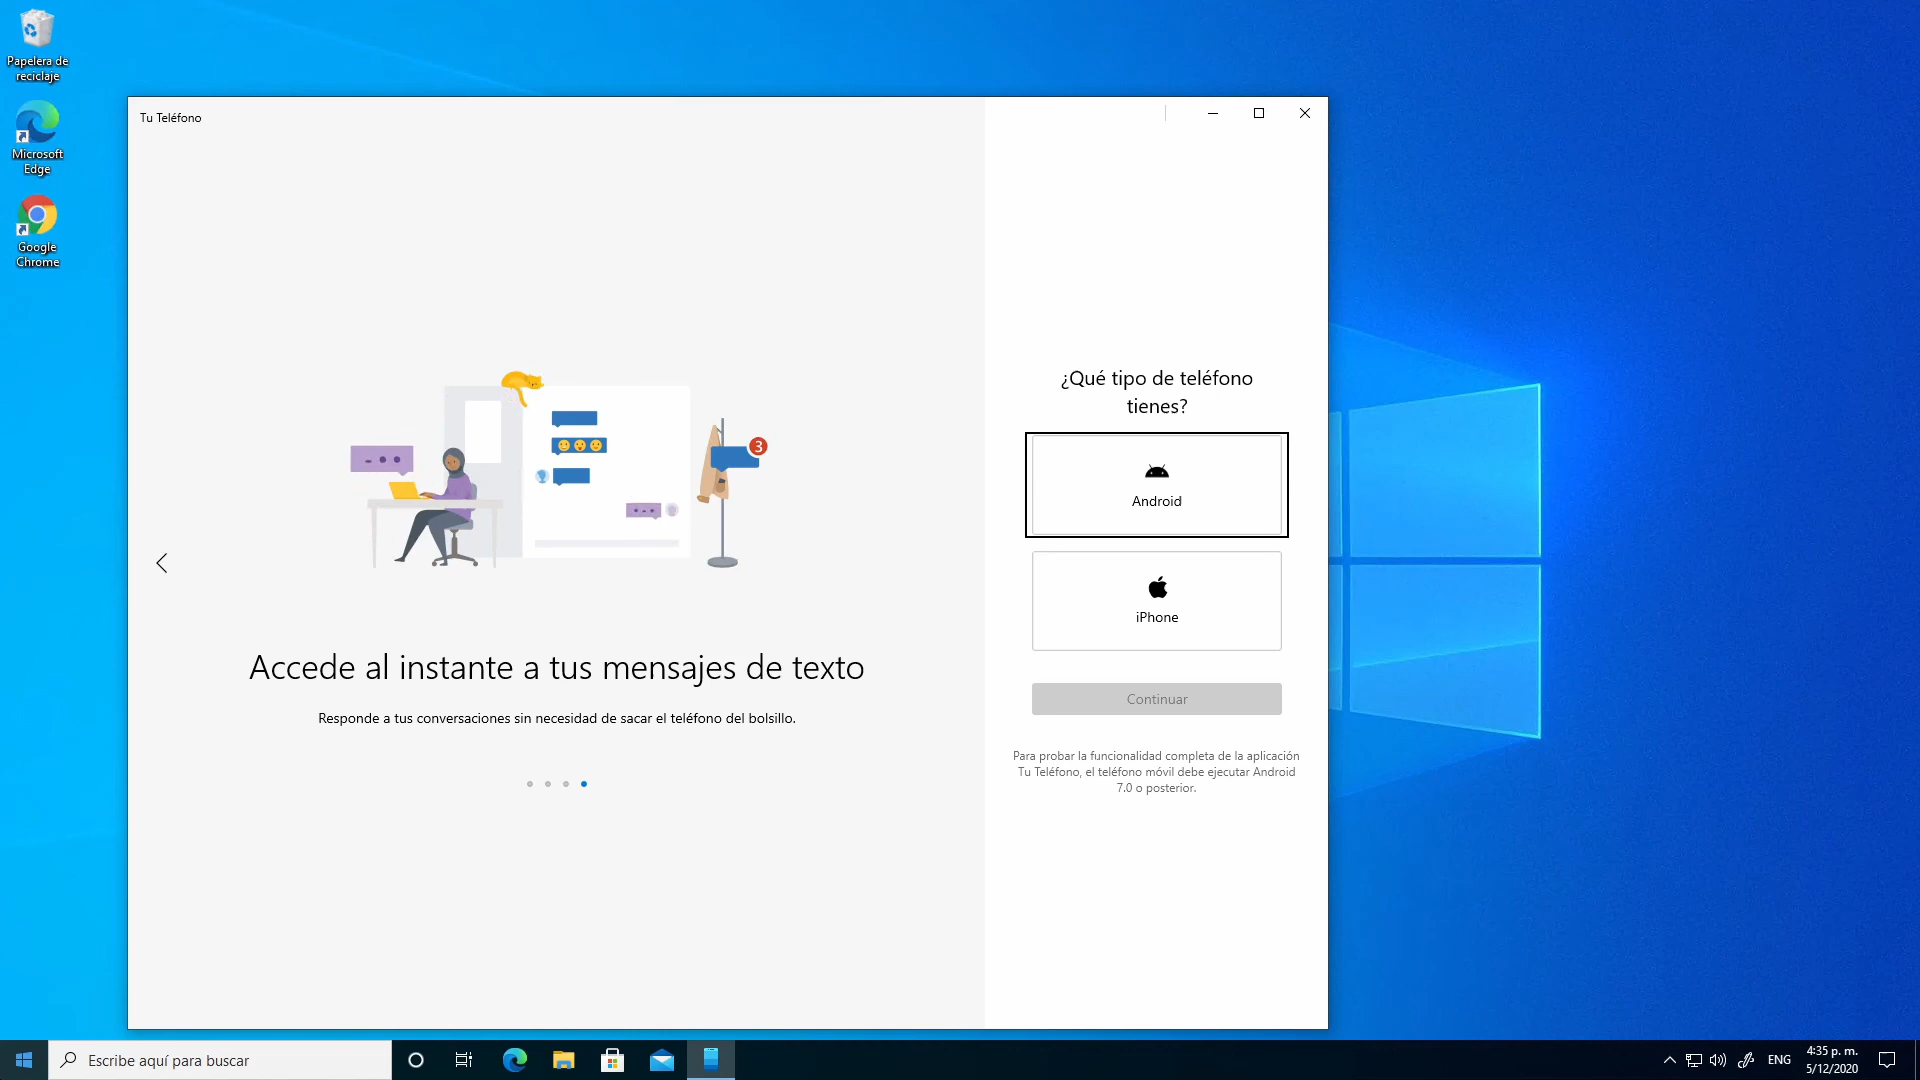 Papelera de
reciclaje
Microsoft
Edge
Google
Chrome
Tu Teléfono
3
Accede al instante a tus mensajes de texto
Responde a tus conversaciones sin necesidad de sacar el teléfono del bolsillo.
¿Qué tipo de teléfono
tienes?
Android
iPhone
Continuar
Para probar la funcionalidad completa de la aplicación
Tu Teléfono, el teléfono móvil debe ejecutar Android
7.0 o posterior.
Escribe aquí para buscar
ENG
4:35 p. m.
5/12/2020